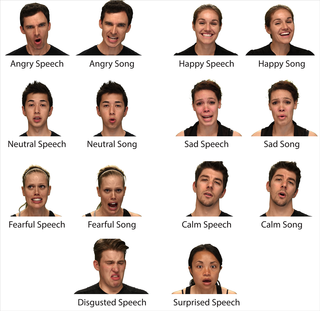 Angry Speech Angry Song Happy Speech Happy Song
Neutral Speech Neutral Song Sad Speech Sad Song
Fearful Speech Fearful Song Calm Speech Calm Song
Disgusted Speech Surprised Speech